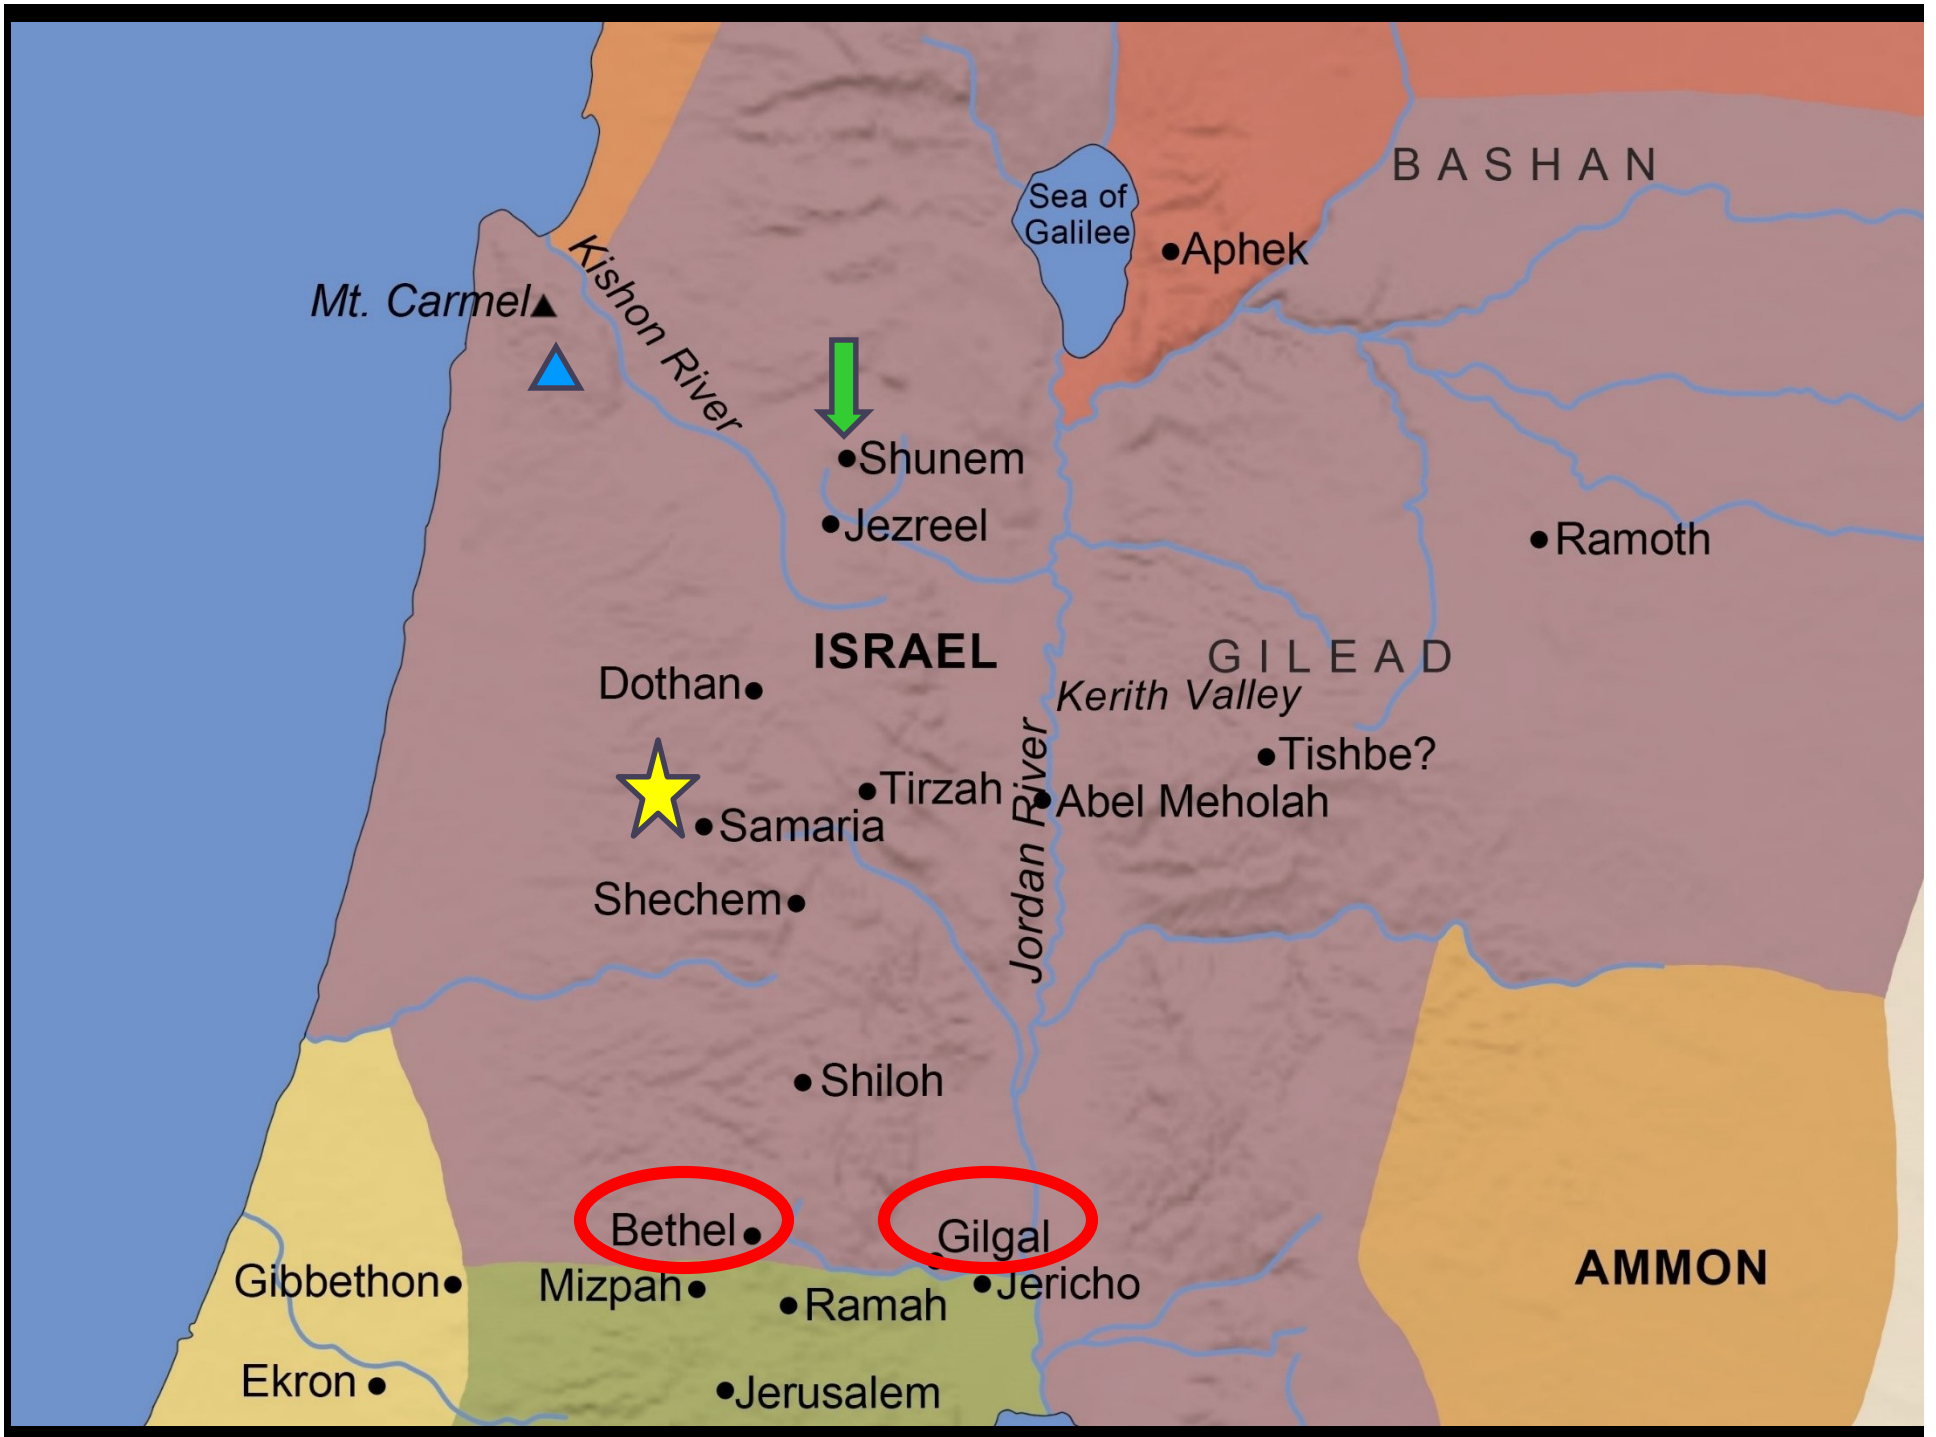 BASHAN
Sea of
Galilee
Aphek
Kishon River
Mt. Carmel
Shunem
Jezreel
Ramoth
ISRAEL
GILEAD
Dothan
Kerith Valley
Jordan River
Tishbe?
Tirzah
Abel Meholah
Samaria
Shechem
Shiloh
Bethel
Gilgal
AMMON
Gibbethon
Mizpah
Jericho
Ramah
Ekron
Jerusalem